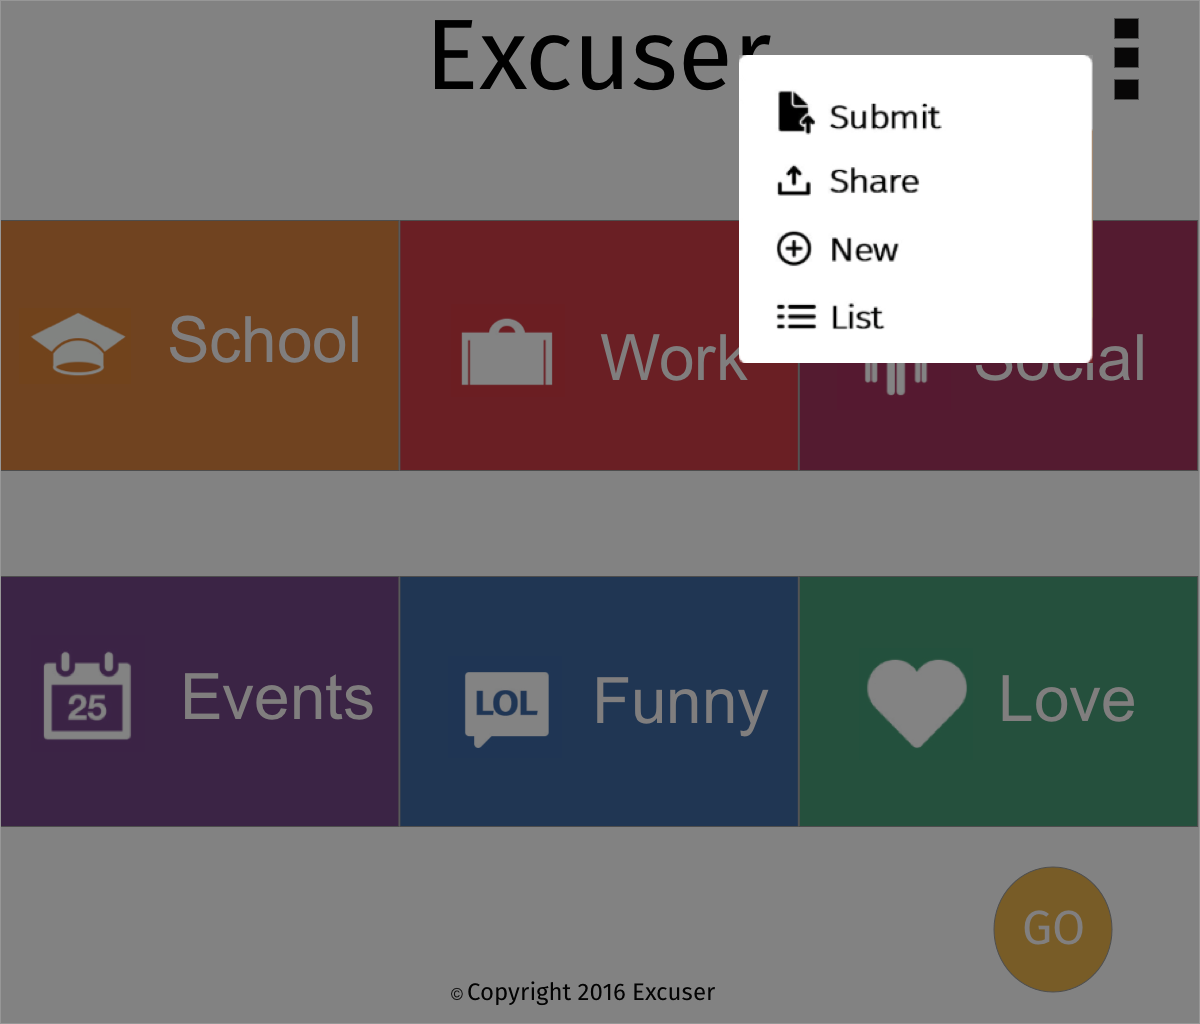 Excuser
Submit
Share
New
List
School
Work
Social
Events
Funny
Love
25
LOL
GO
© Copyright 2016 Excuser